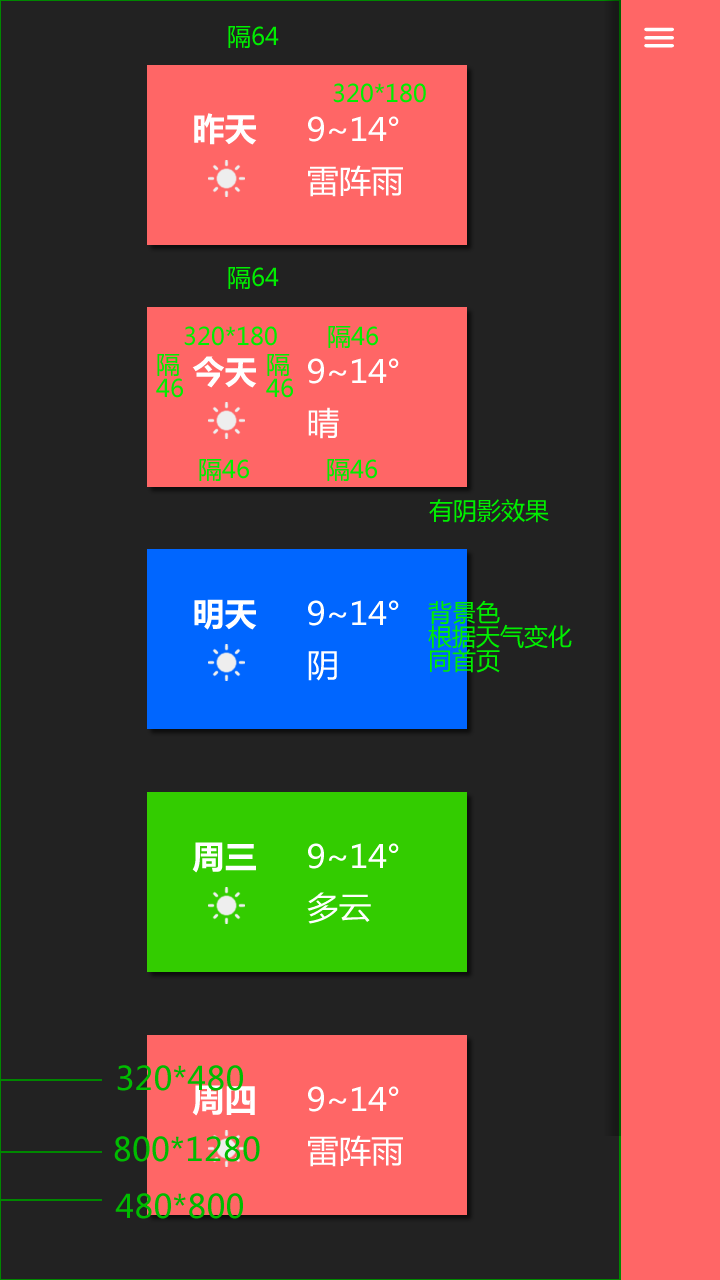 隔64
320*180
昨天
9~14°
雷阵雨
隔64
320*180
隔46
隔
46
今天
隔
46
9~14°
晴
隔46
隔46
有阴影效果
明天
9~14°
阴
背景色
根据天气变化
同首页
周三
9~14°
多云
320*480
周四
9~14°
800*1280
雷阵雨
480*800